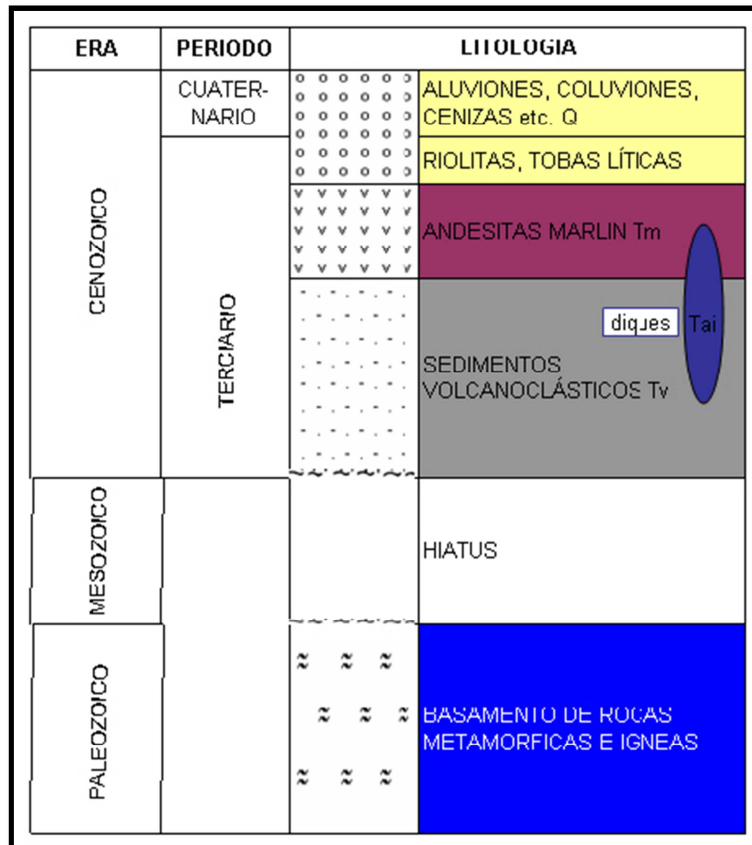 ERA PERIODO LITOLOGIA
CENOZOICO
CUATER-
NARIO
ALUVIONES, COLUVIONES,
CENIZAS etc. Q
TERCIARIO
RIOLITAS, TOBAS LÍTICAS
ANDESITAS MARLIN Tm
diques Tai
SEDIMENTOS
VOLCANOCLÁSTICOS Tv
MESOZOICO
HIATUS
PALEOZOICO
BASAMENTO DE ROCAS
METAMORFICAS E IGNEAS